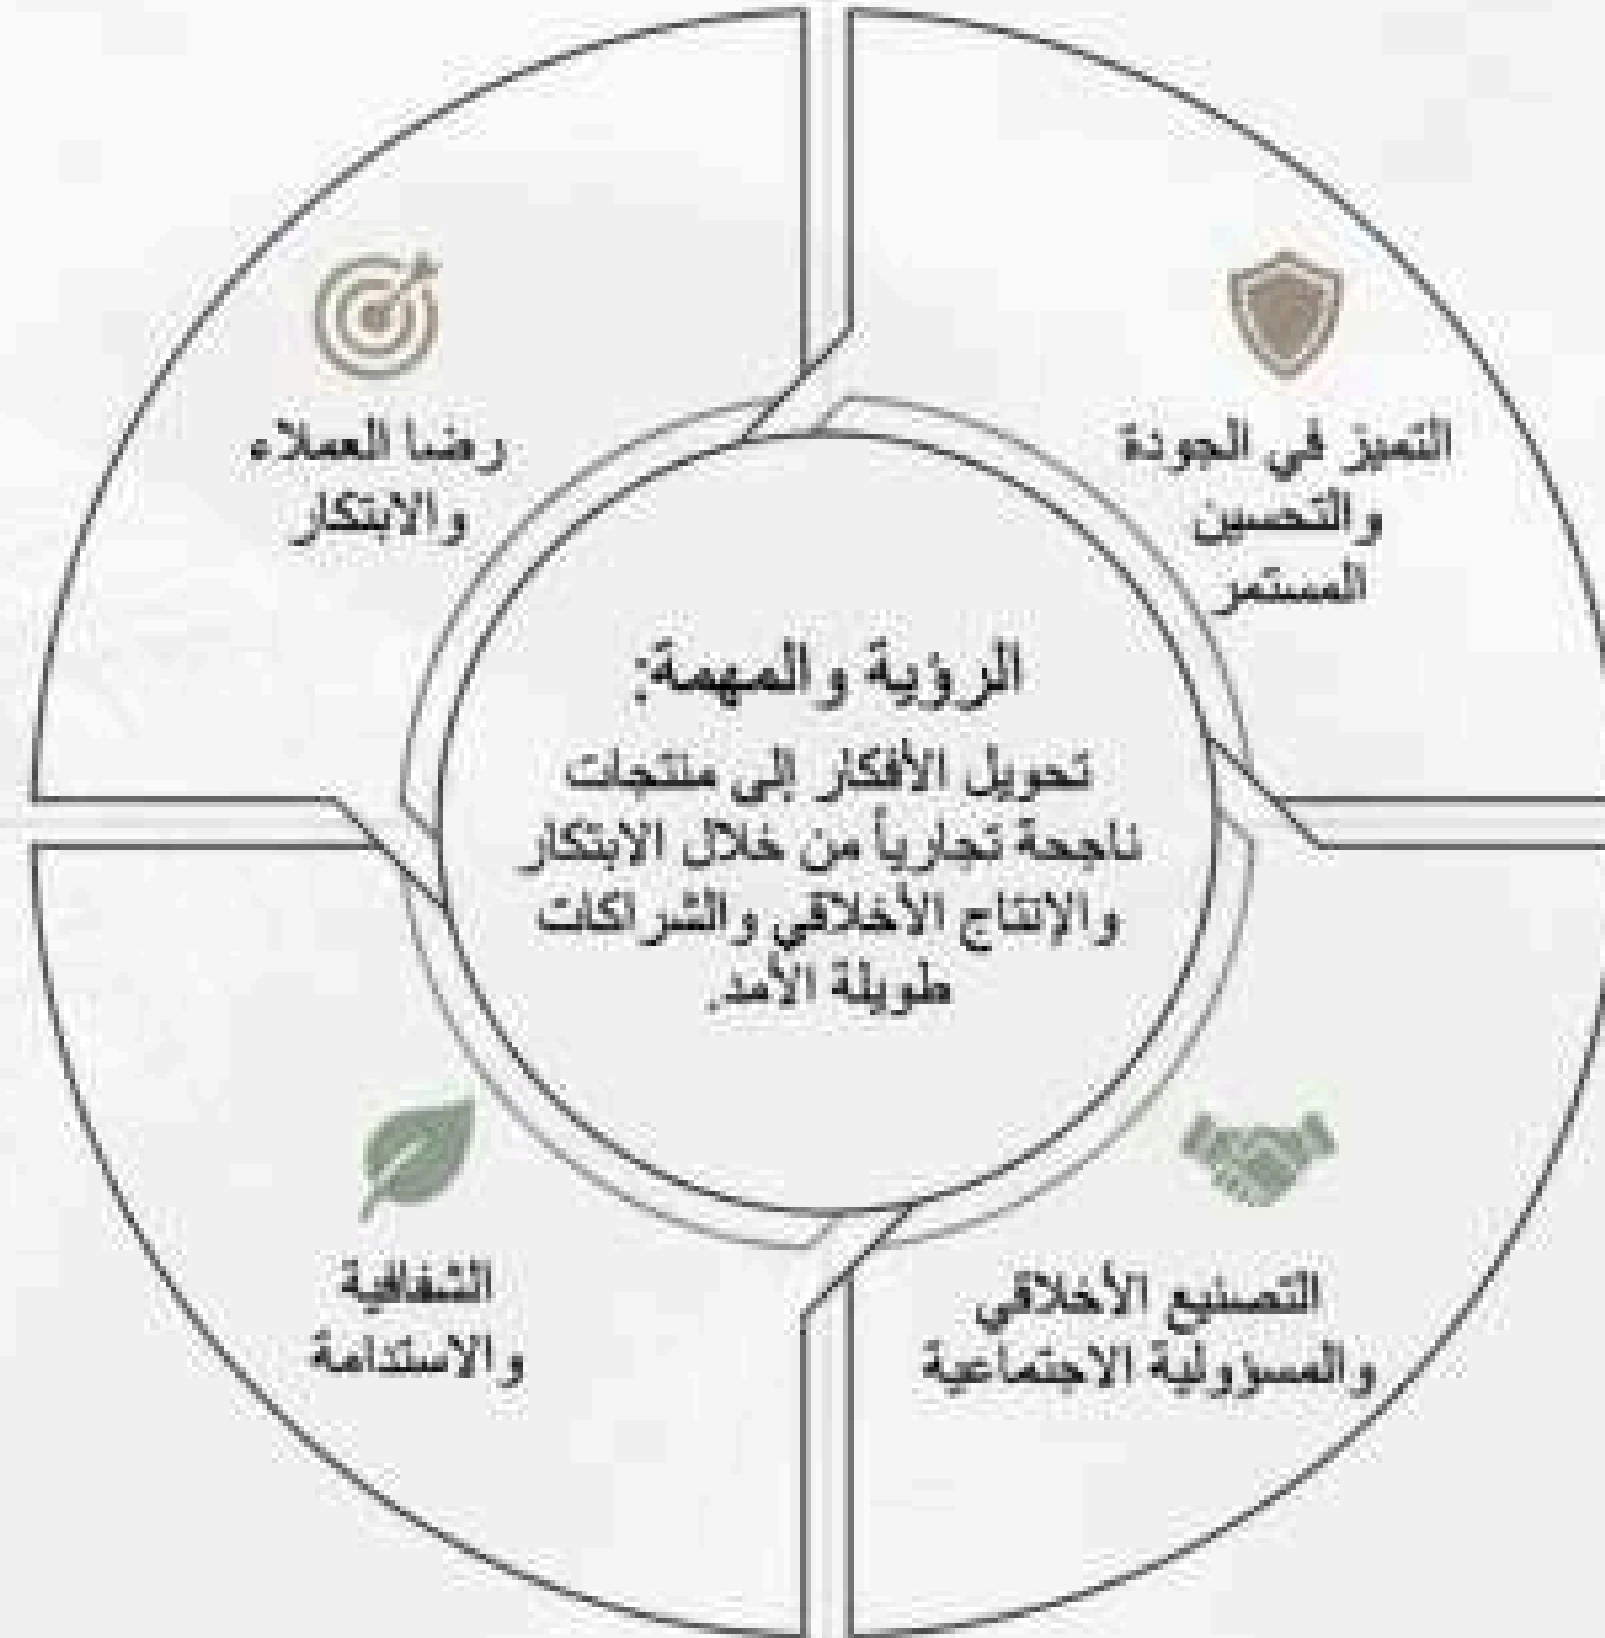 التميز في الجودة
والتحسين
المستمر
رضا العملاء
والابتكار
الرؤية والمهمة:
تحويل الأفكار إلى منتجات
ناجحة تجارياً من خلال الابتكار
والإنتاج الأخلاقي والشراكات
طويلة الأمد.
التصنيع الأخلاقي
والمسؤولية الاجتماعية
الشفافية
والاستدامة